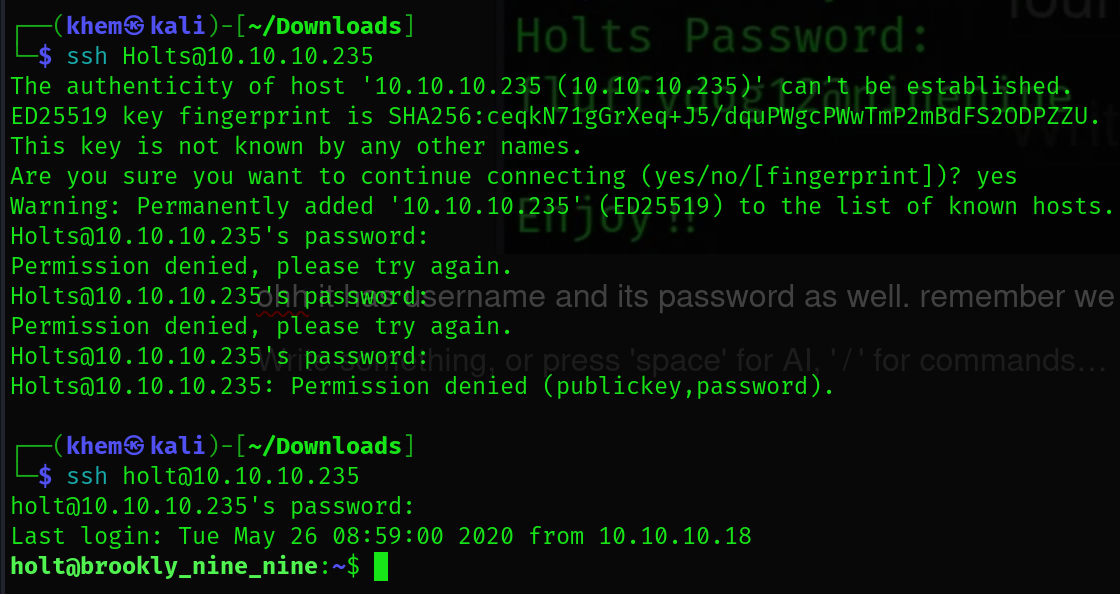 ┌──(khem㉿kali)-[~/Downloads]
└─$ ssh Holts@10.10.10.235
The authenticity of host '10.10.10.235 (10.10.10.235)' can't be established.
ED25519 key fingerprint is SHA256:ceqkN71gGrXeq+J5/dquPWgcPWwTmP2mBdFS2ODPZZU.
This key is not known by any other names.
Are you sure you want to continue connecting (yes/no/[fingerprint])? yes
Warning: Permanently added '10.10.10.235' (ED25519) to the list of known hosts.
Holts@10.10.10.235's password:
Permission denied, please try again.
Holts@10.10.10.235's password:
Permission denied, please try again.
Holts@10.10.10.235's password:
Holts@10.10.10.235: Permission denied (publickey,password).
┌──(khem㉿kali)-[~/Downloads]
└─$ ssh holt@10.10.10.235
holt@10.10.10.235's password:
Last login: Tue May 26 08:59:00 2020 from 10.10.10.18
holt@brookly_nine_nine:~$
Holts Password:
fluffydog12@ninenine
Enjoy!!
ohh it has username and its password as well. remember we
Write something, or press 'space' for AI, '/' for commands...